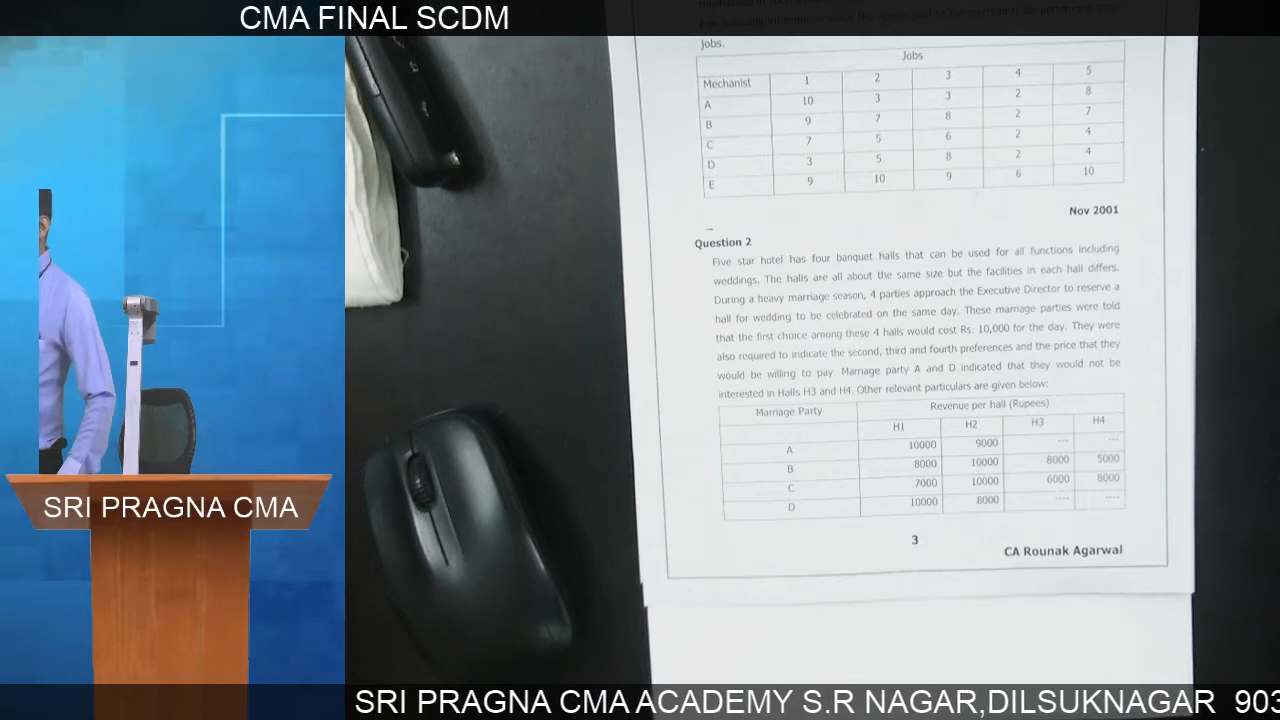 CMA FINAL SCDM
jobs.
Jobs
Mechanist 1 2 3 4 5
A 10 3 3 2 8
B 9 7 8 2 7
C 7 5 6 2 4
D 3 5 8 2 4
E 9 10 9 6 10
Nov 2001
Question 2
Five star hotel has four banquet halls that can be used for all functions including
weddings. The halls are all about the same size but the facilities in each hall differs.
During a heavy marriage season, 4 parties approach the Executive Director to reserve a
hall for wedding to be celebrated on the same day. These marriage parties were told
that the first choice among these 4 halls would cost Rs. 10,000 for the day. They were
also required to indicate the second, third and fourth preferences and the price that they
would be willing to pay. Marriage party A and D indicated that they would not be
interested in Halls H3 and H4. Other relevant particulars are given below:
Marriage Party Revenue per hall (Rupees)
H1 H2 H3 H4
A 10000 9000 ---- ----
B 8000 10000 8000 5000
C 7000 10000 6000 8000
D 10000 8000 ---- ----
3
CA Rounak Agarwal
SRI PRAGNA CMA
SRI PRAGNA CMA ACADEMY S.R NAGAR,DILSUKNAGAR 903